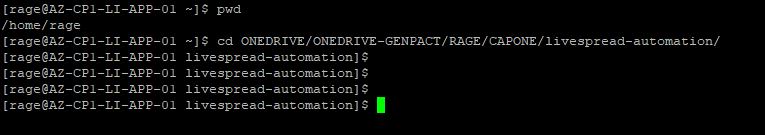 [rage@AZ-CP1-LI-APP-01 ~]$ pwd
/home/rage
[rage@AZ-CP1-LI-APP-01 ~]$ cd ONEDRIVE/ONEDRIVE-GENPACT/RAGE/CAPONE/livespread-automation/
[rage@AZ-CP1-LI-APP-01 livespread-automation]$
[rage@AZ-CP1-LI-APP-01 livespread-automation]$
[rage@AZ-CP1-LI-APP-01 livespread-automation]$
[rage@AZ-CP1-LI-APP-01 livespread-automation]$